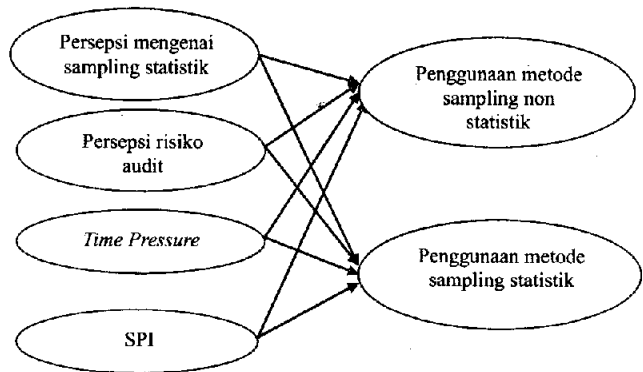 Persepsi mengenai
sampling statistik
Persepsi risiko
audit
Time Pressure
SPI
Penggunaan metode
sampling non
statistik
Penggunaan metode
sampling statistik